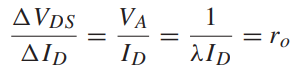 ΔV_DS / ΔI_D = V_A / I_D = 1 / λI_D = r_o